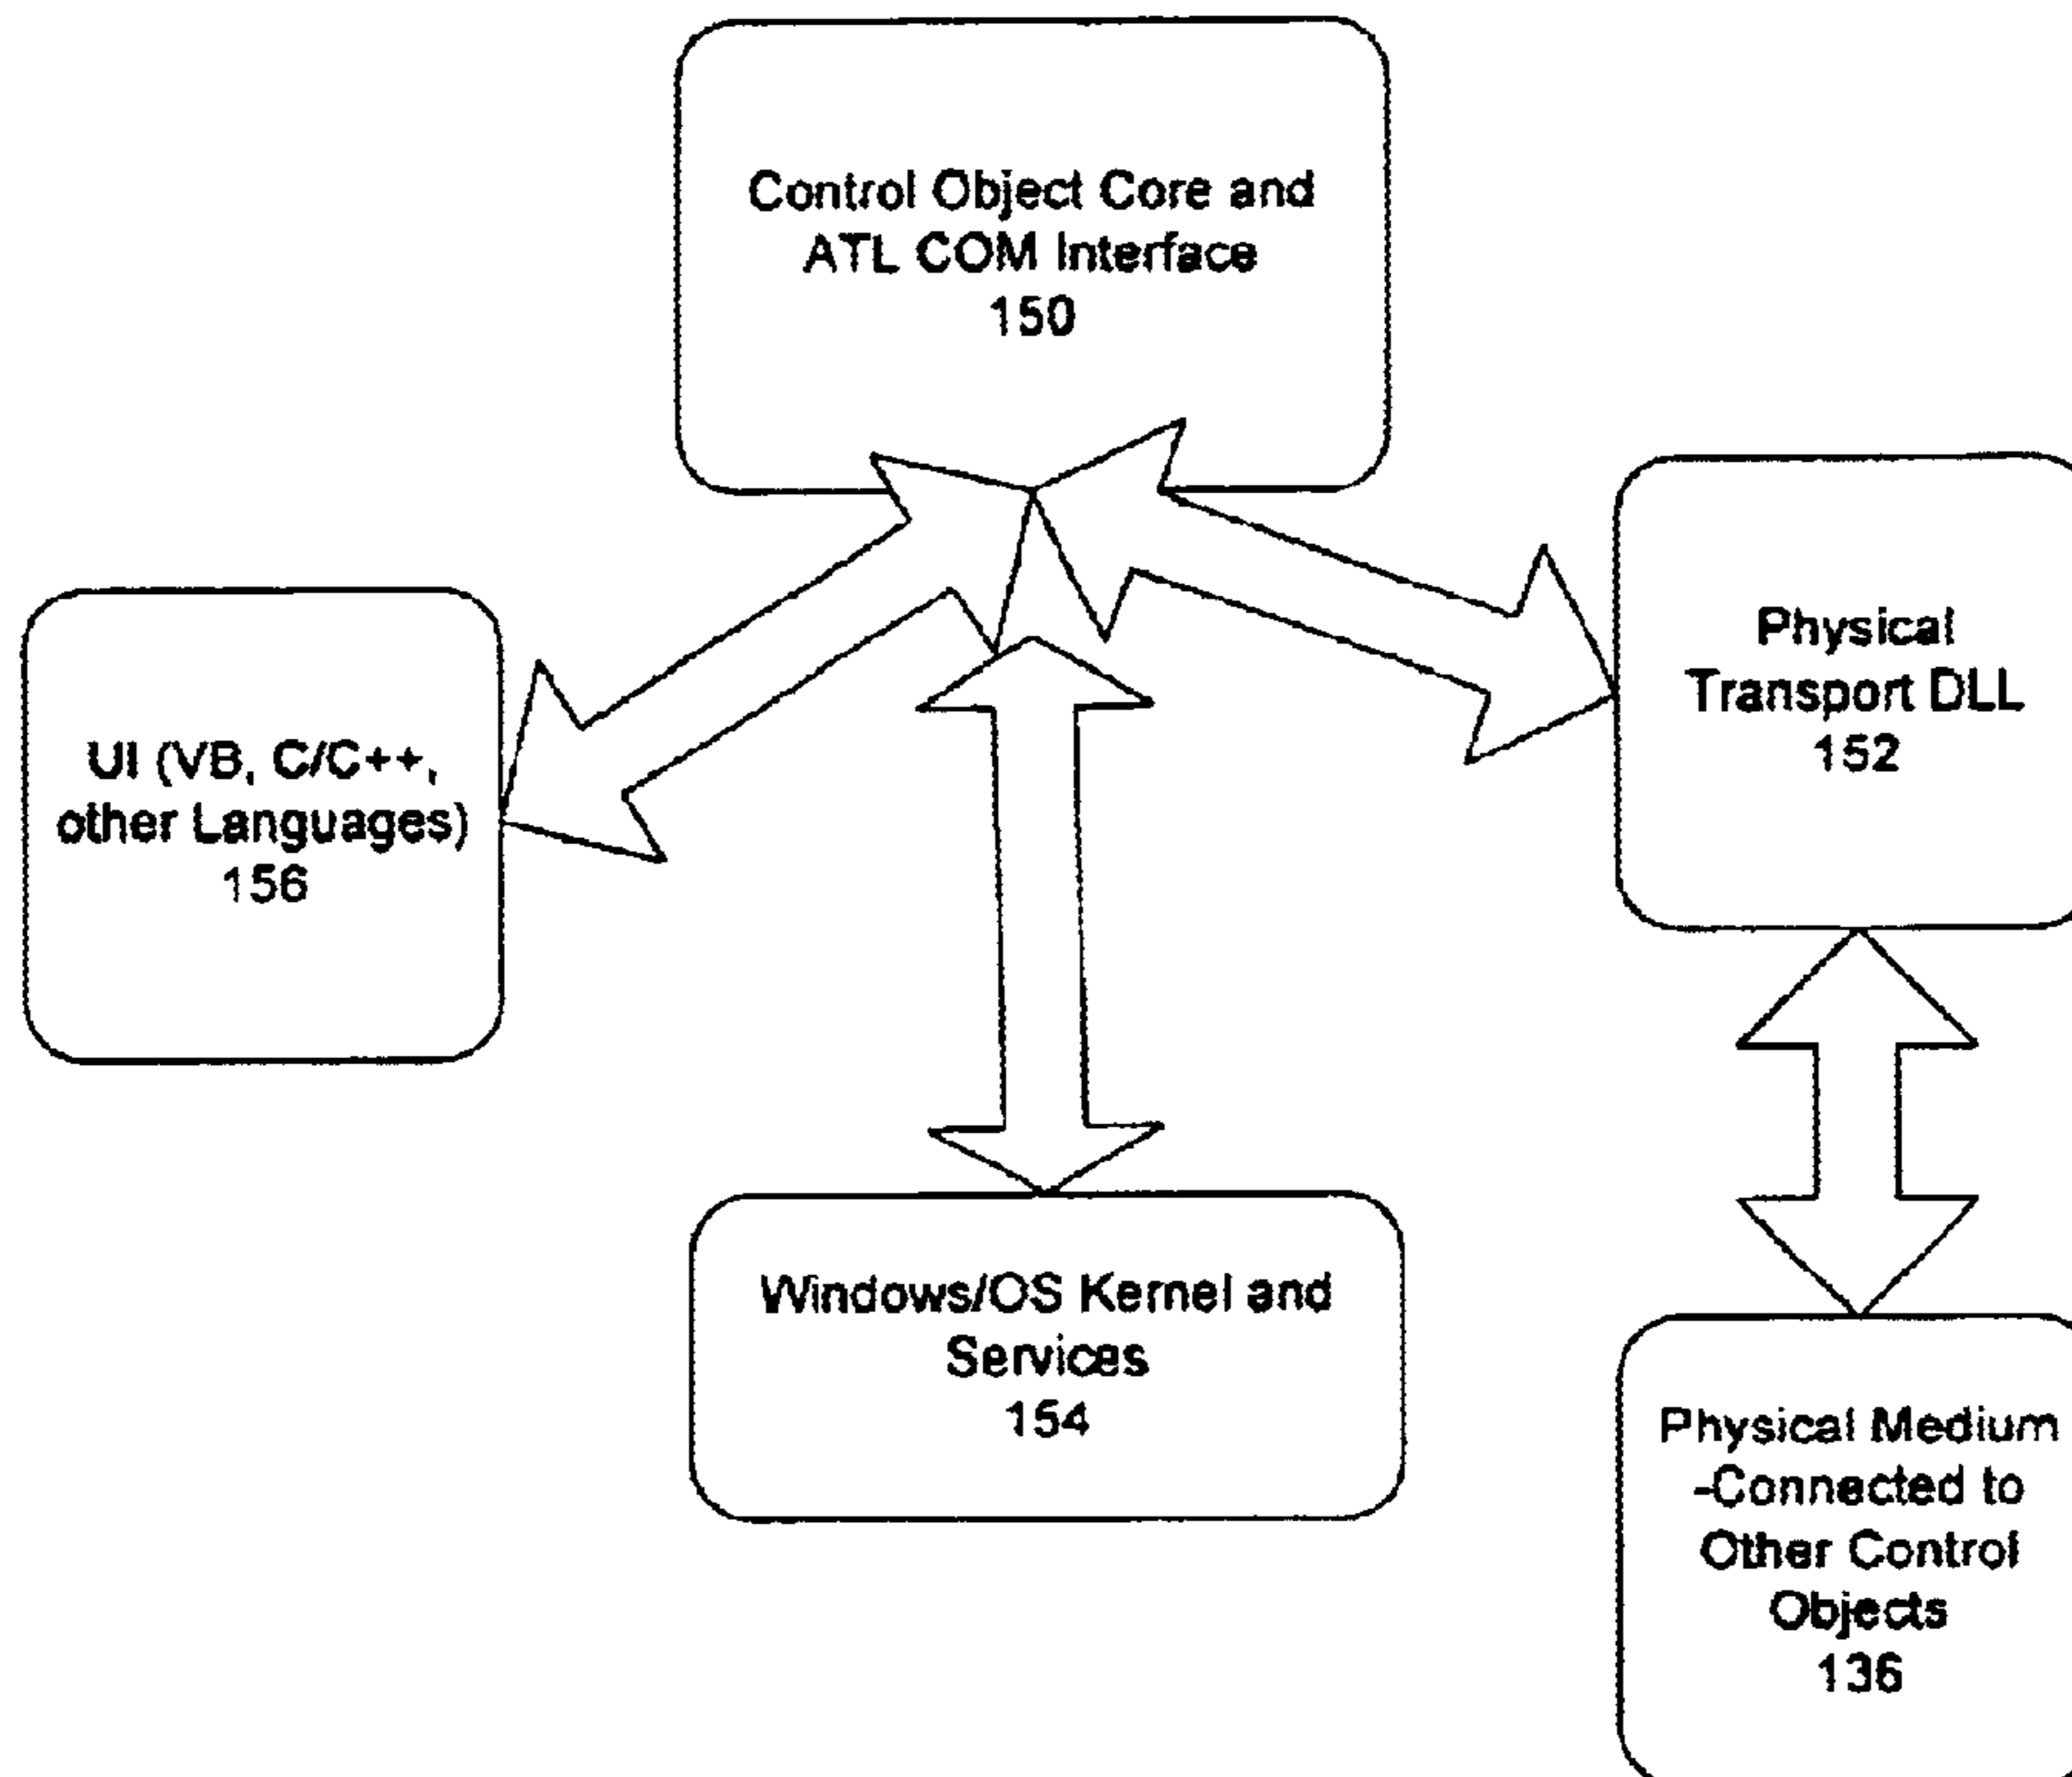 Control Object Core and
ATL COM Interface
150
Physical
Transport DLL
152
UI (VB, C/C++,
other Languages)
156
Windows/OS Kernel and
Services
154
Physical Medium
-Connected to
Other Control
Objects
136